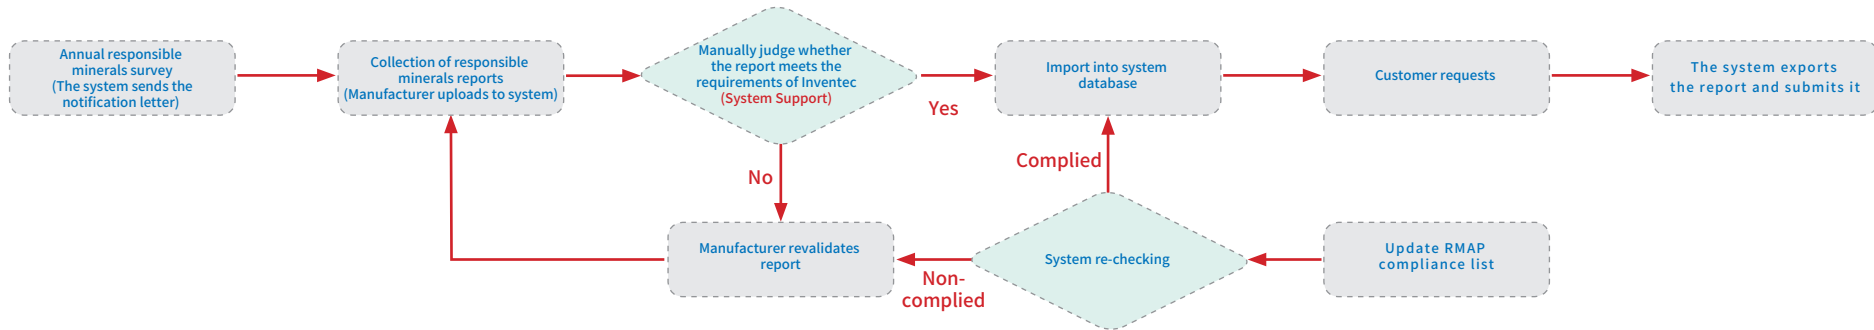 Annual responsible
minerals survey
(The system sends the
notification letter)
Collection of responsible
minerals reports
(Manufacturer uploads to system)
Manually judge whether
the report meets the
requirements of Inventec
(System Support)
Yes
Import into system
database
Customer requests
The system exports
the report and submits it
No
Complied
Manufacturer revalidates
report
Non-
complied
System re-checking
Update RMAP
compliance list